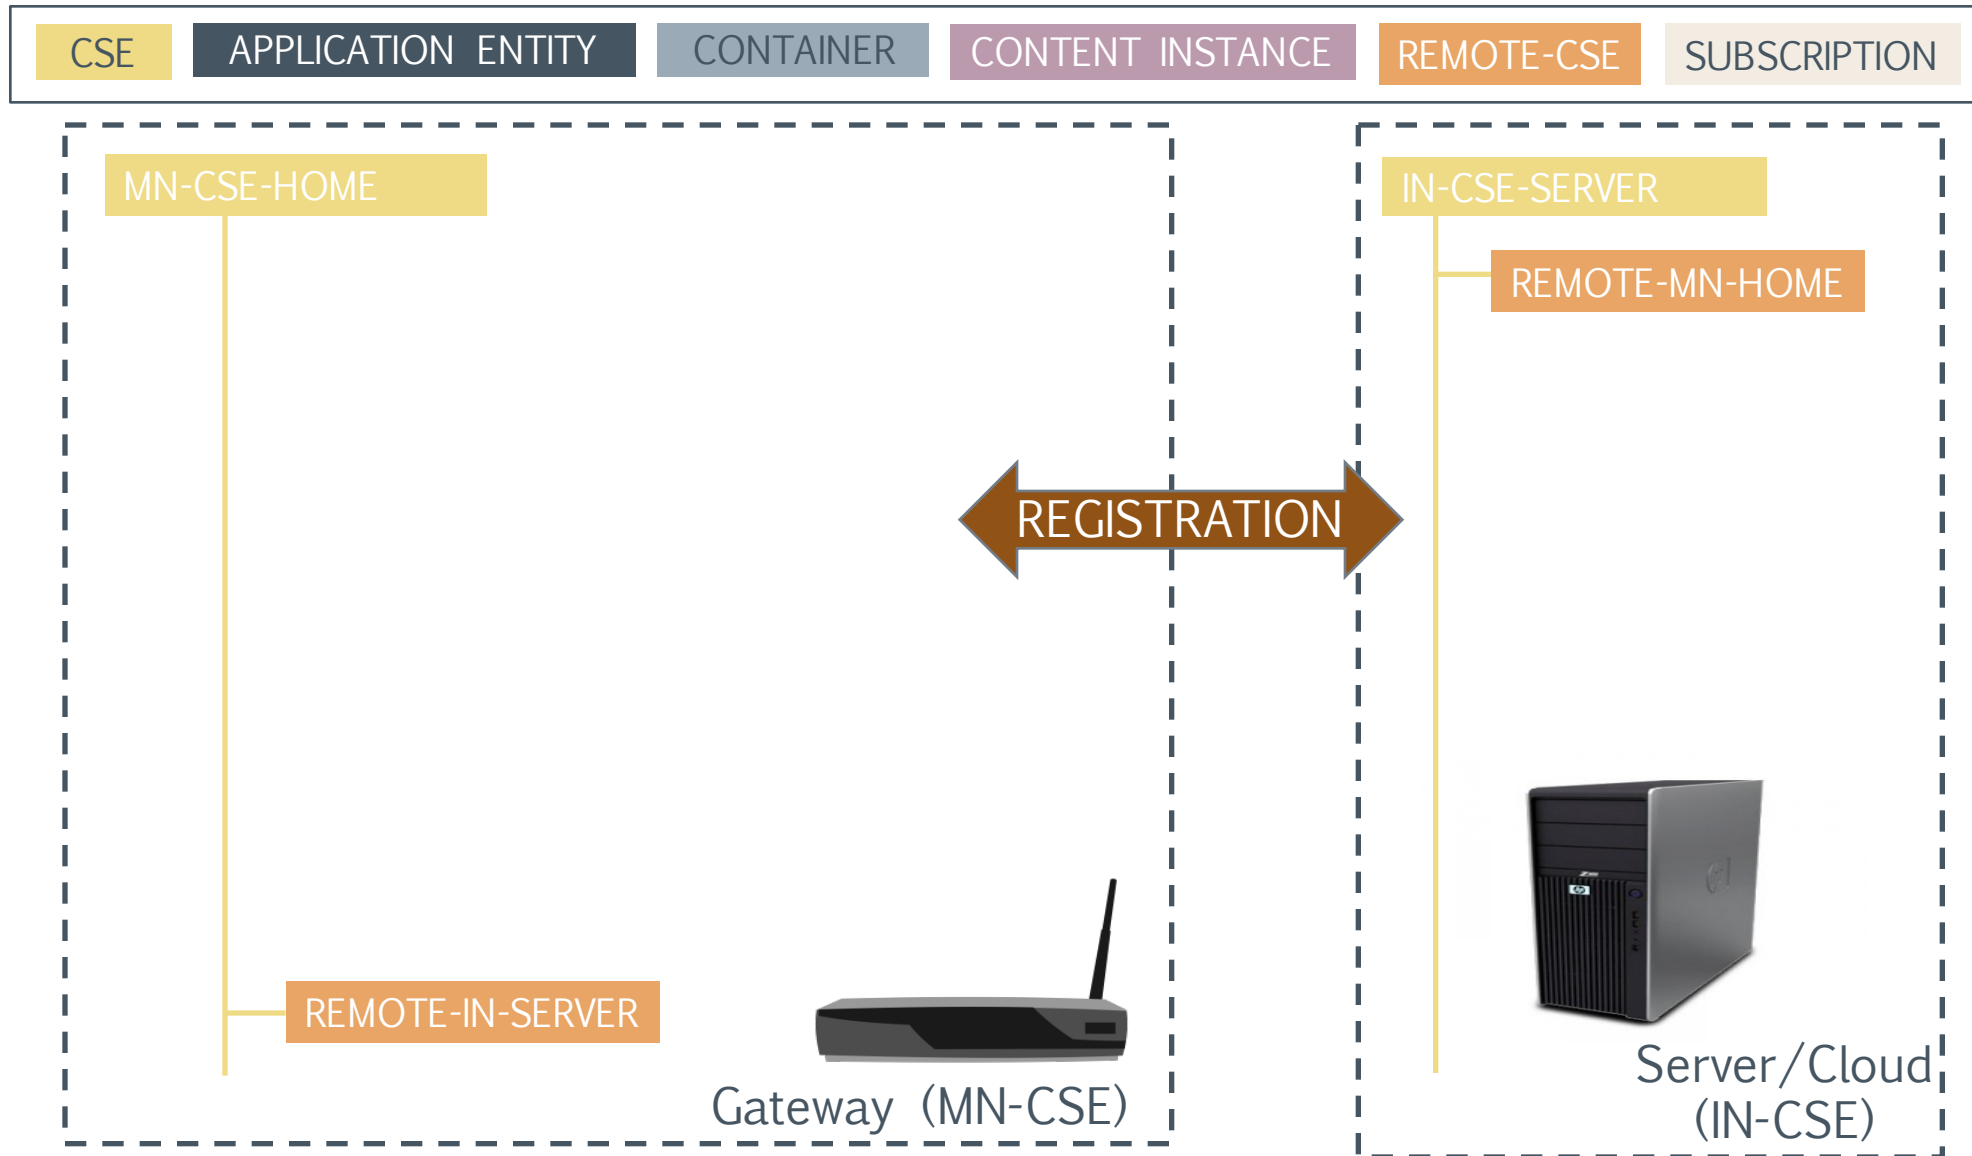 CSE APPLICATION ENTITY CONTAINER CONTENT INSTANCE REMOTE-CSE SUBSCRIPTION
MN-CSE-HOME
IN-CSE-SERVER
REMOTE-MN-HOME
REGISTRATION
REMOTE-IN-SERVER
Gateway (MN-CSE)
Server/Cloud
(IN-CSE)